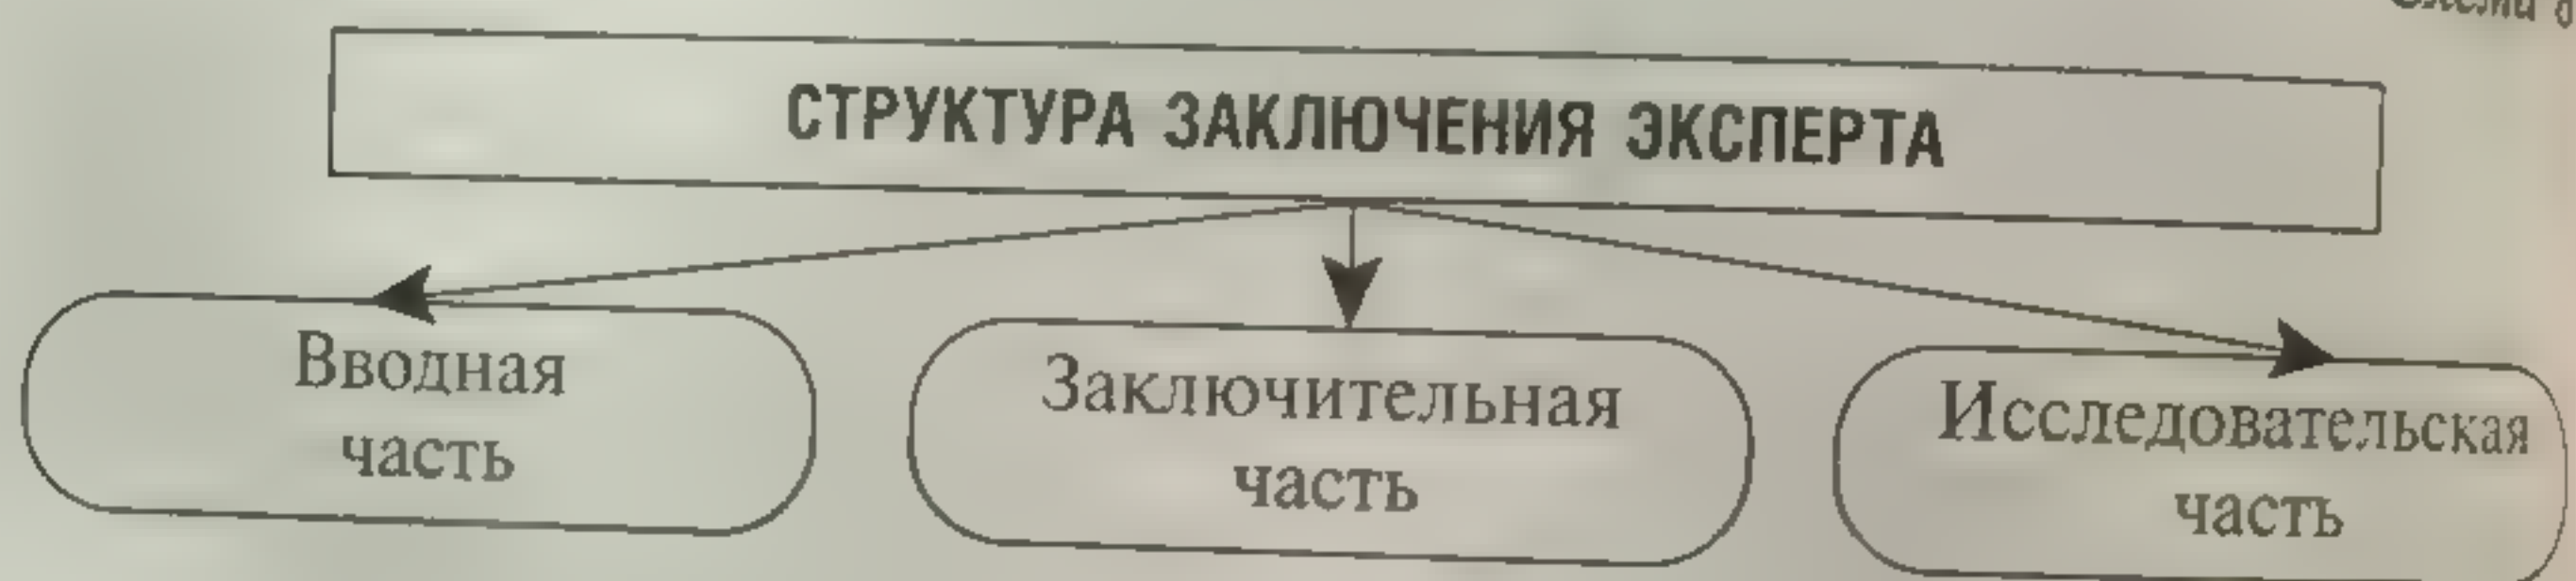 СТРУКТУРА ЗАКЛЮЧЕНИЯ ЭКСПЕРТА
Вводная
часть
Заключительная
часть
Исследовательская
часть